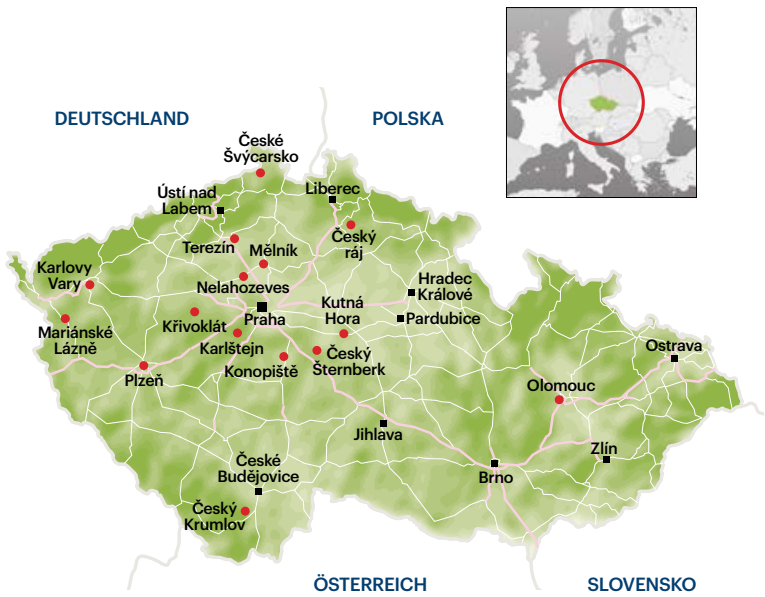 DEUTSCHLAND
POLSKA
České
Švýcarsko
Ústí nad
Labem
Liberec
Terezín
Mělník
Český
ráj
Karlovy
Vary
Nelahozeves
Hradec
Králové
Kutná
Hora
Praha
Pardubice
Křivoklát
Mariánské
Lázně
Karlštejn
Český
Šternberk
Konopiště
Plzeň
Ostrava
Olomouc
Jihlava
Zlín
Brno
České
Budějovice
Český
Krumlov
ÖSTERREICH
SLOVENSKO